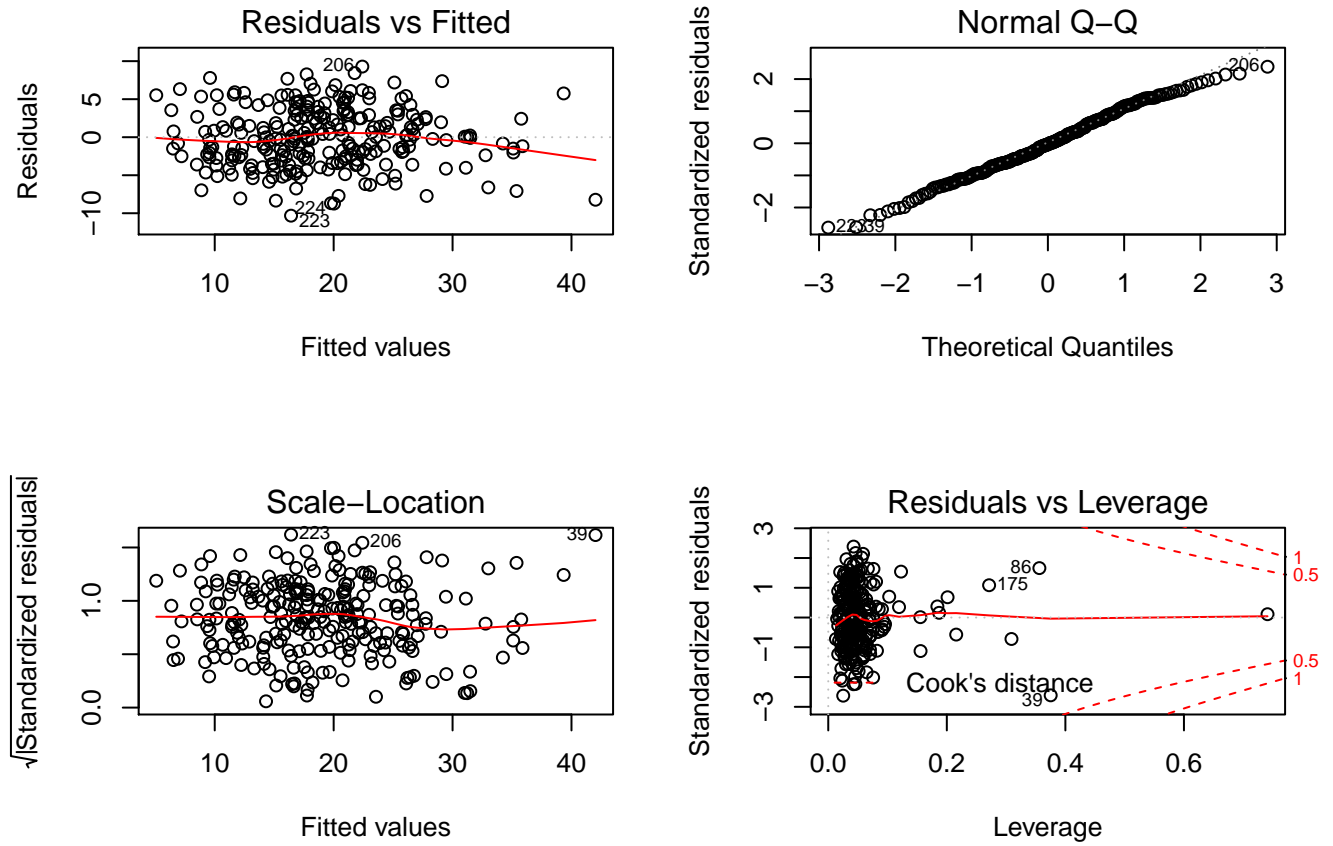 Residuals vs Fitted
Residuals
5
0
−10
206
224
223
10 20 30 40
Fitted values
Normal Q−Q
Standardized residuals
2
0
−2
206
223
39
−3 −2 −1 0 1 2 3
Theoretical Quantiles
Scale−Location
√|Standardized residuals|
1.0
0.0
223
206
39
10 20 30 40
Fitted values
Residuals vs Leverage
Standardized residuals
3
1
−1
−3
86
175
39
Cook's distance
1
0.5
0.5
1
0.0 0.2 0.4 0.6
Leverage